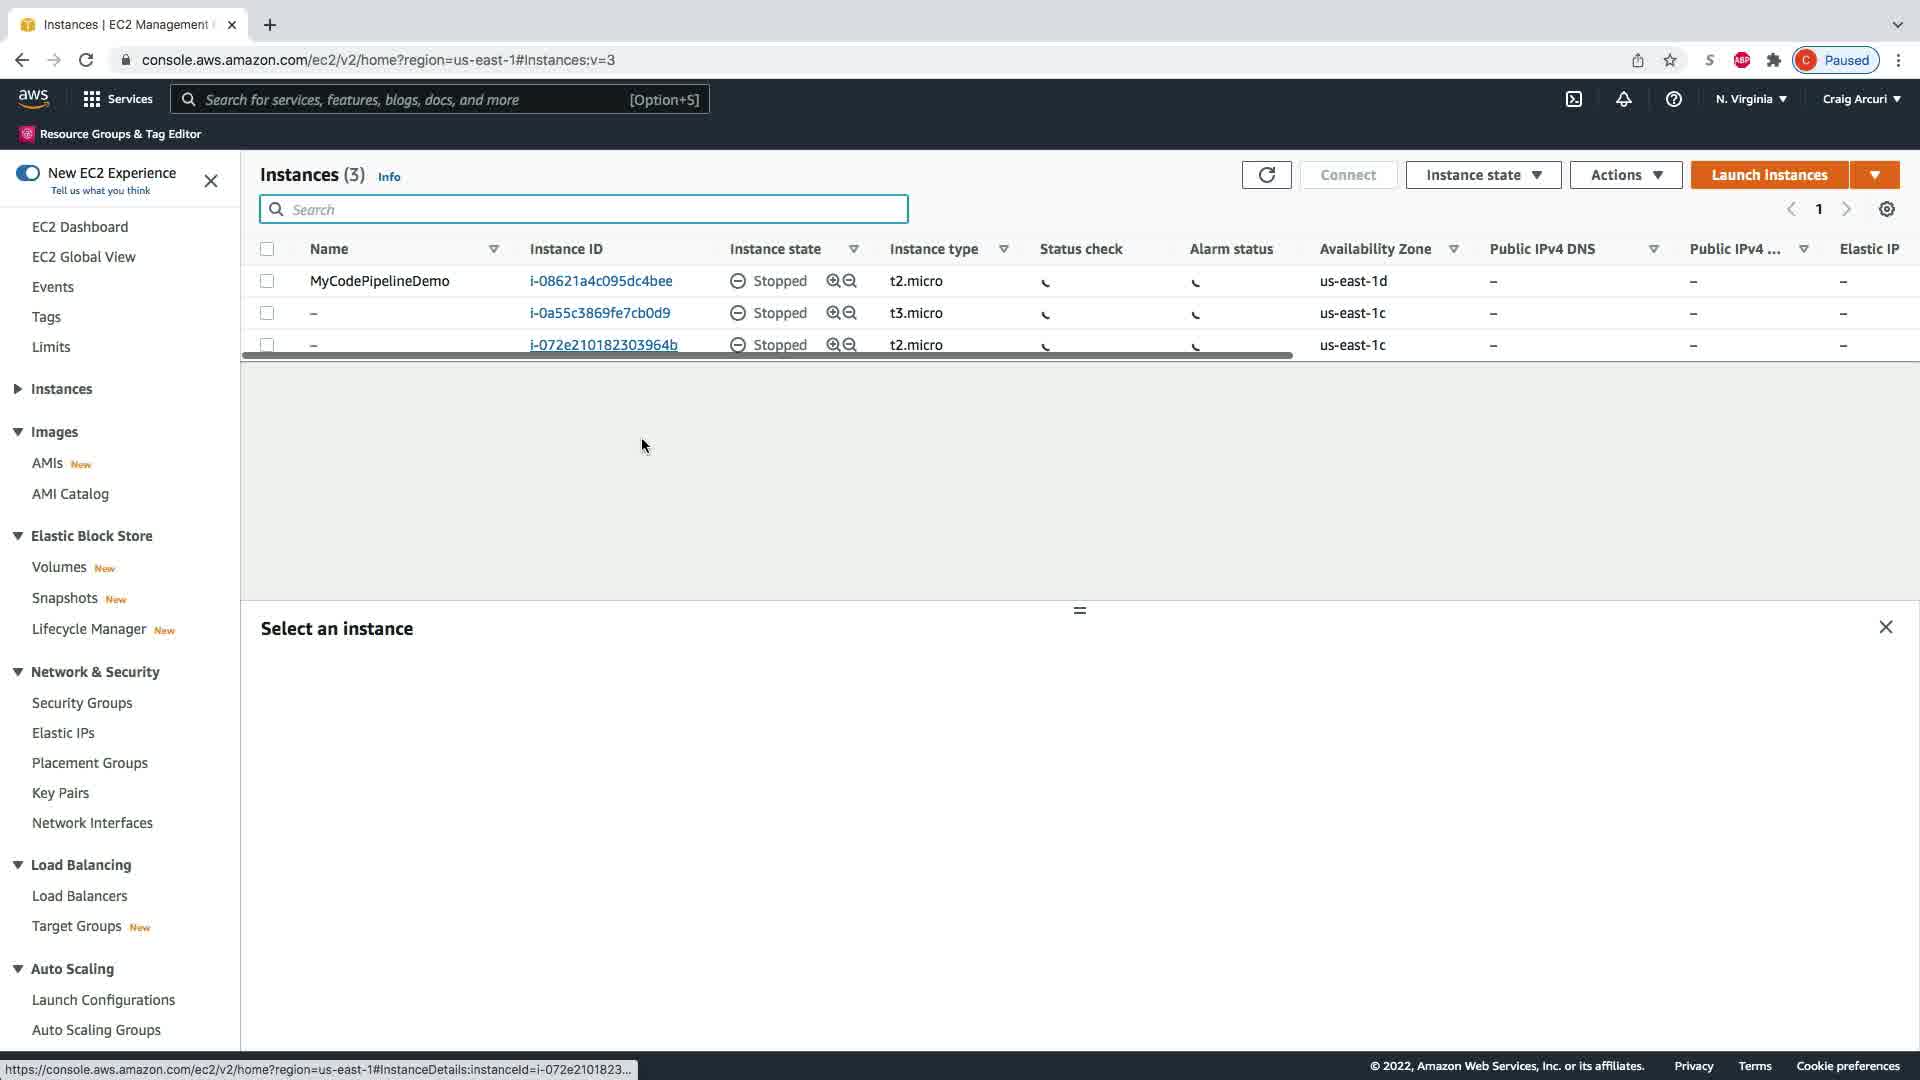 Instances | EC2 Management
console.aws.amazon.com/ec2/v2/home?region=us-east-1#Instances:v=3
S ABP C Paused
aws Services Search for services, features, blogs, docs, and more [Option+S] N. Virginia Craig Arcuri
Resource Groups & Tag Editor
New EC2 Experience
Tell us what you think
EC2 Dashboard
EC2 Global View
Events
Tags
Limits
Instances
Images
AMIs New
AMI Catalog
Elastic Block Store
Volumes New
Snapshots New
Lifecycle Manager New
Network & Security
Security Groups
Elastic IPs
Placement Groups
Key Pairs
Network Interfaces
Load Balancing
Load Balancers
Target Groups New
Auto Scaling
Launch Configurations
Auto Scaling Groups
Instances (3) Info
Connect Instance state Actions Launch Instances
Search
1
Name Instance ID Instance state Instance type Status check Alarm status Availability Zone Public IPv4 DNS Public IPv4 ... Elastic IP
MyCodePipelineDemo i-08621a4c095dc4bee Stopped t2.micro us-east-1d – – –
– i-0a55c3869fe7cb0d9 Stopped t3.micro us-east-1c – – –
– i-072e210182303964b Stopped t2.micro us-east-1c – – –
Select an instance
https://console.aws.amazon.com/ec2/v2/home?region=us-east-1#InstanceDetails:instanceId=i-072e2101823...
© 2022, Amazon Web Services, Inc. or its affiliates. Privacy Terms Cookie preferences